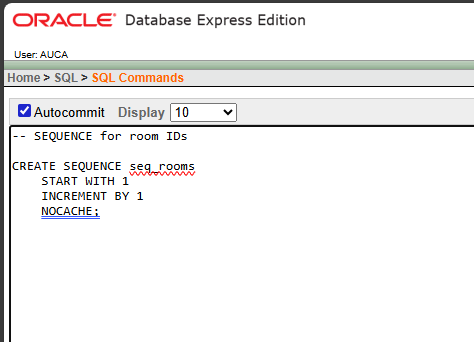 ORACLE® Database Express Edition
User: AUCA
Home > SQL > SQL Commands
Autocommit Display 10
-- SEQUENCE for room IDs
CREATE SEQUENCE seq_rooms
START WITH 1
INCREMENT BY 1
NOCACHE;